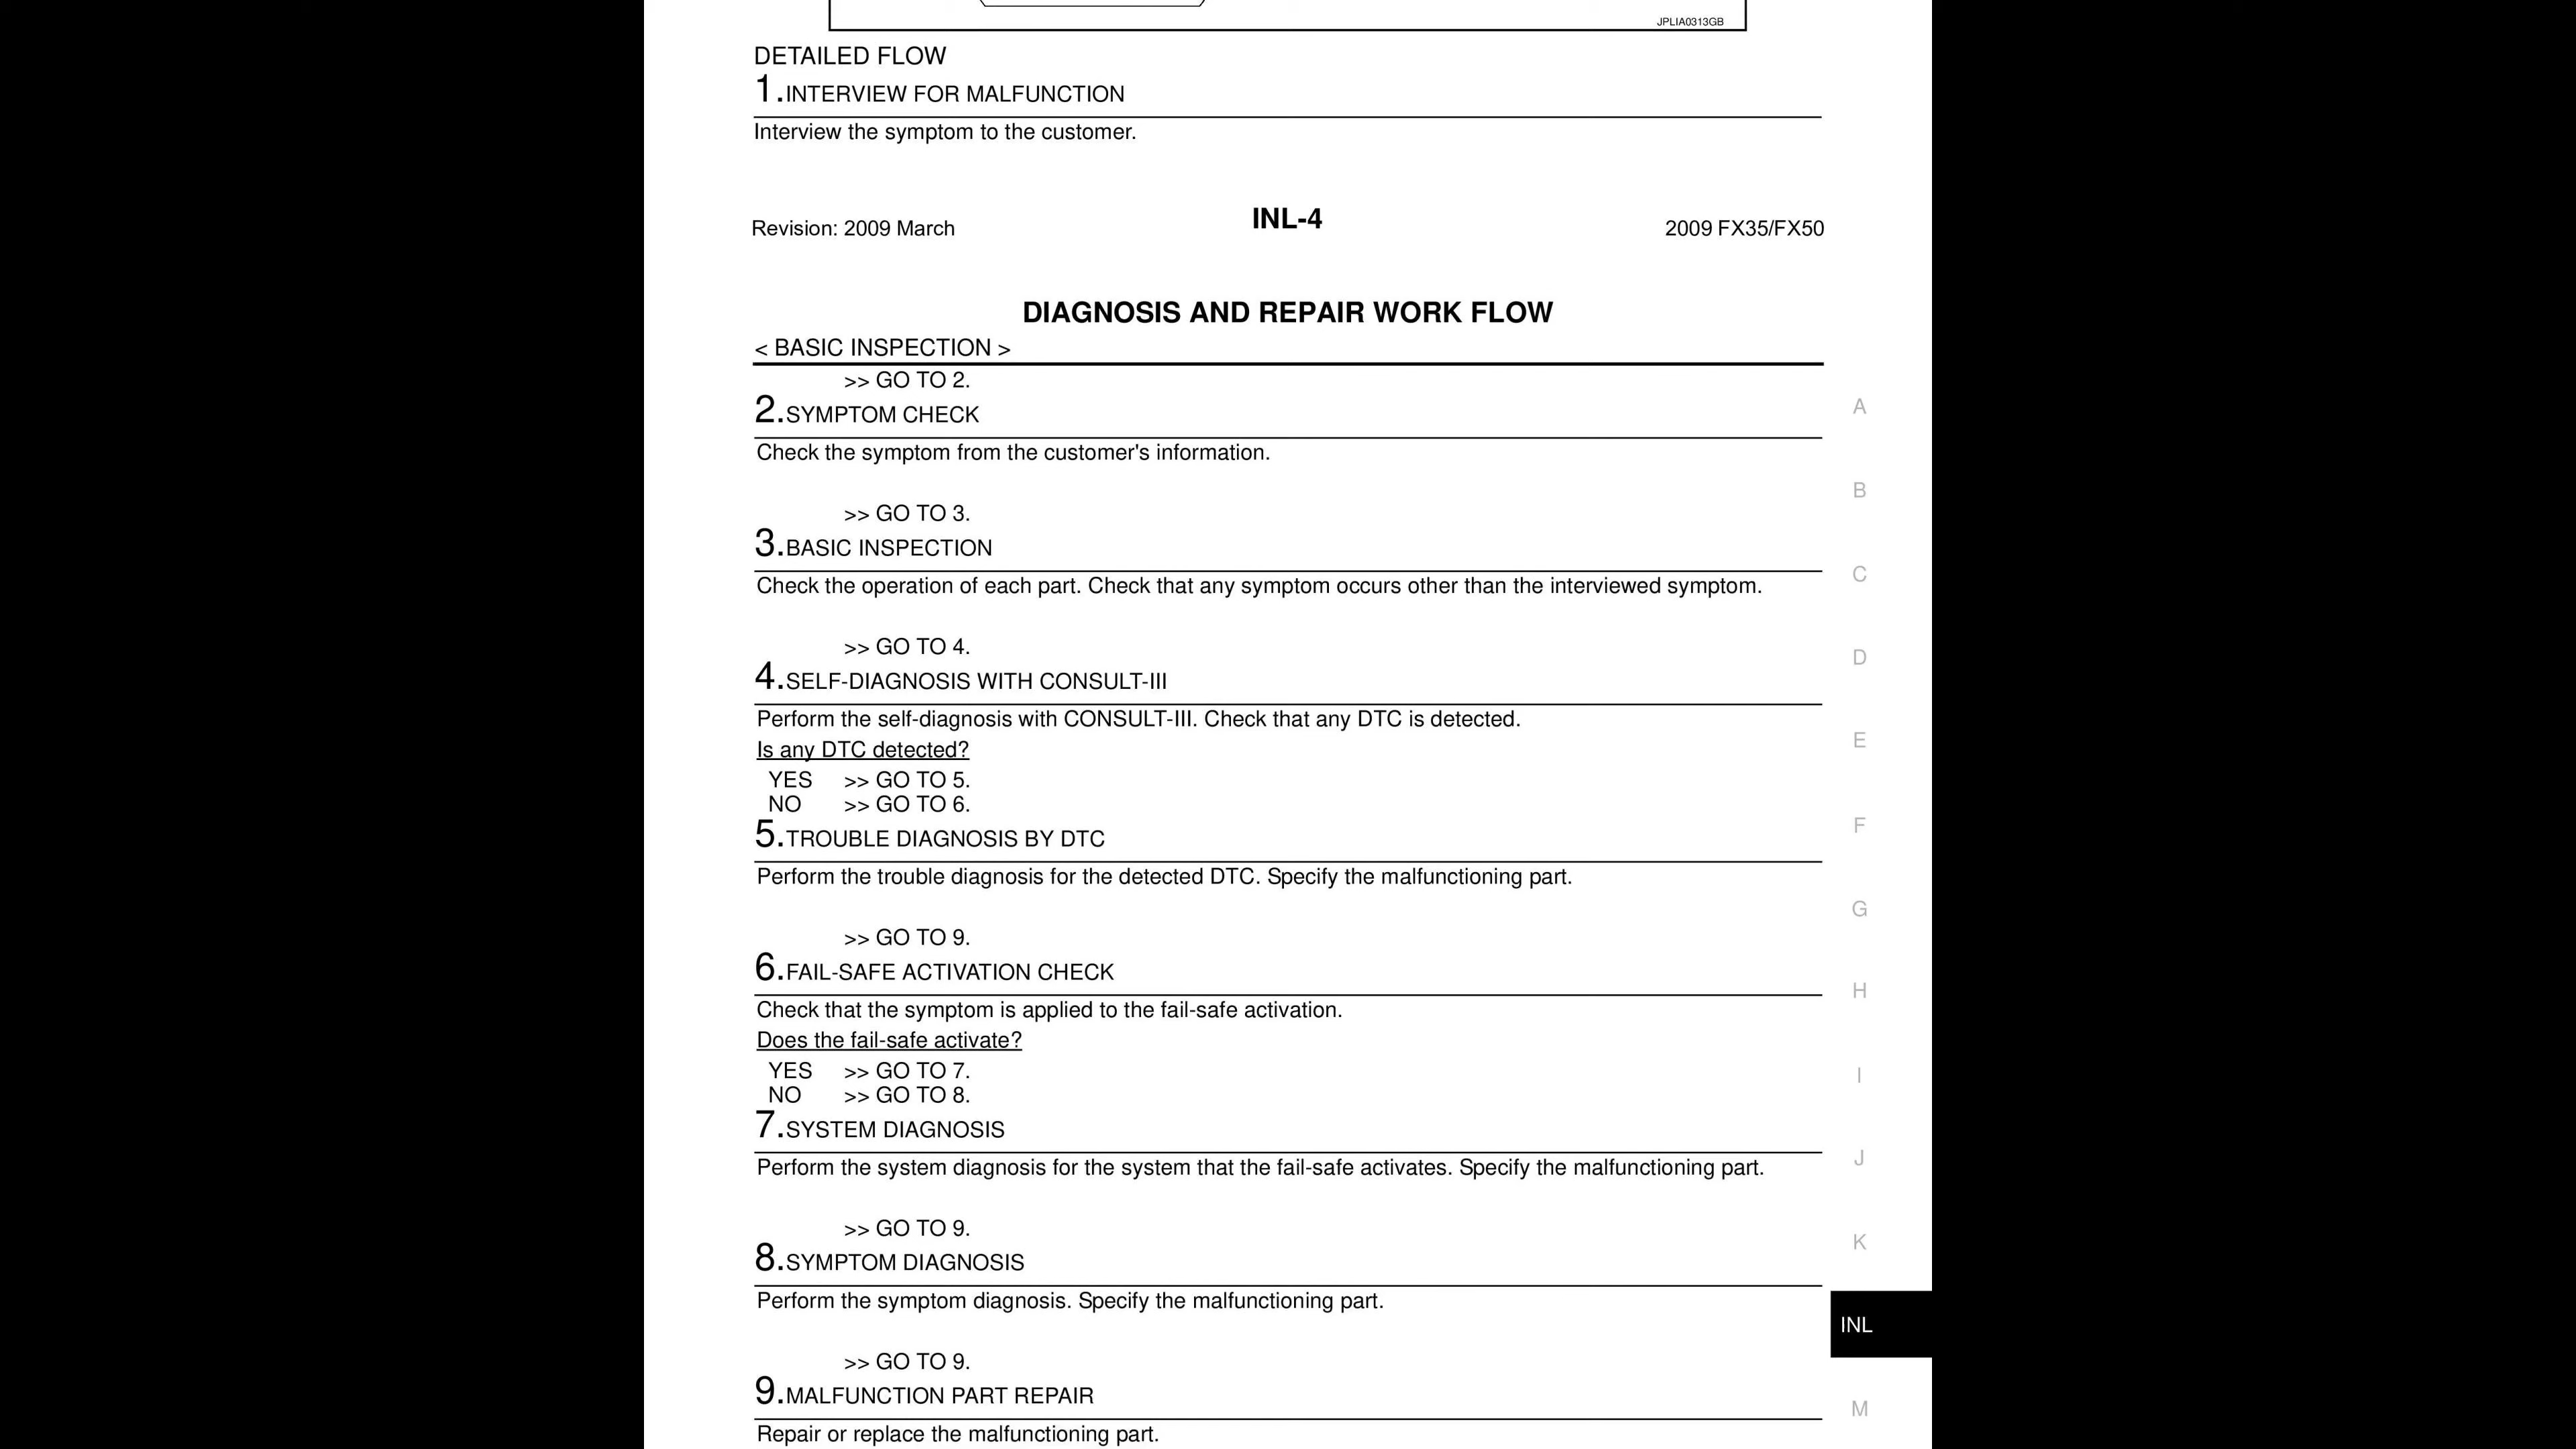 JPLIA0313GB
DETAILED FLOW
1.INTERVIEW FOR MALFUNCTION
Interview the symptom to the customer.
Revision: 2009 March
INL-4
2009 FX35/FX50
DIAGNOSIS AND REPAIR WORK FLOW
< BASIC INSPECTION >
>> GO TO 2.
2.SYMPTOM CHECK
A
Check the symptom from the customer's information.
B
>> GO TO 3.
3.BASIC INSPECTION
C
Check the operation of each part. Check that any symptom occurs other than the interviewed symptom.
>> GO TO 4.
D
4.SELF-DIAGNOSIS WITH CONSULT-III
Perform the self-diagnosis with CONSULT-III. Check that any DTC is detected.
E
Is any DTC detected?
YES >> GO TO 5.
NO >> GO TO 6.
F
5.TROUBLE DIAGNOSIS BY DTC
Perform the trouble diagnosis for the detected DTC. Specify the malfunctioning part.
G
>> GO TO 9.
6.FAIL-SAFE ACTIVATION CHECK
H
Check that the symptom is applied to the fail-safe activation.
Does the fail-safe activate?
YES >> GO TO 7.
I
NO >> GO TO 8.
7.SYSTEM DIAGNOSIS
J
Perform the system diagnosis for the system that the fail-safe activates. Specify the malfunctioning part.
>> GO TO 9.
K
8.SYMPTOM DIAGNOSIS
Perform the symptom diagnosis. Specify the malfunctioning part.
INL
>> GO TO 9.
9.MALFUNCTION PART REPAIR
M
Repair or replace the malfunctioning part.